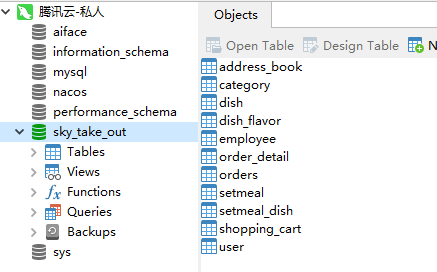 腾讯云-私人
aiface
information_schema
mysql
nacos
performance_schema
sky_take_out
Tables
Views
Functions
Queries
Backups
sys
Objects
Open Table Design Table N
address_book
category
dish
dish_flavor
employee
order_detail
orders
setmeal
setmeal_dish
shopping_cart
user